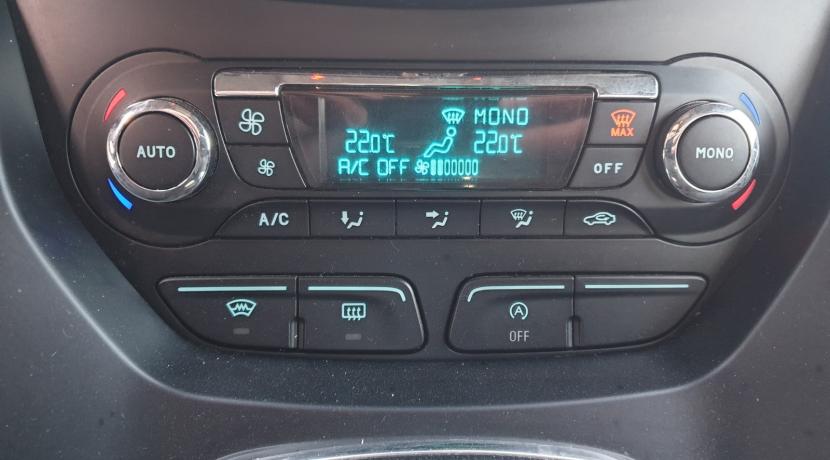 MONO
22.0°C 22.0°C
A/C OFF
MAX
AUTO
MONO
OFF
A/C
A
OFF